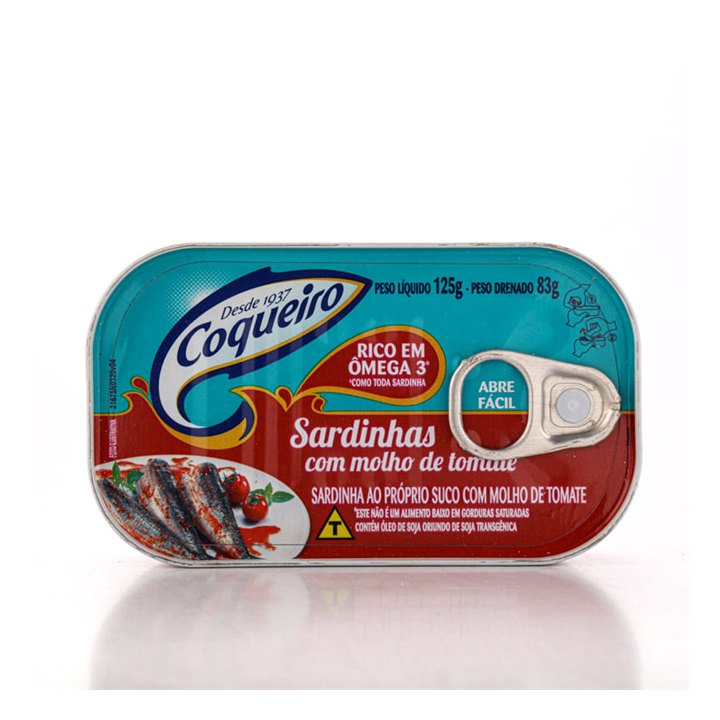 PESO LÍQUIDO 125g - PESO DRENADO 83g
Desde 1937
Coqueiro
RICO EM
ÔMEGA 3*
*COMO TODA SARDINHA
ABRE
FÁCIL
Sardinhas
com molho de tomate
SARDINHA AO PRÓPRIO SUCO COM MOLHO DE TOMATE
*ESTE NÃO É UM ALIMENTO BAIXO EM GORDURAS SATURADAS
CONTÉM ÓLEO DE SOJA ORIUNDO DE SOJA TRANSGÊNICA
T
FOTO ILUSTRATIVA